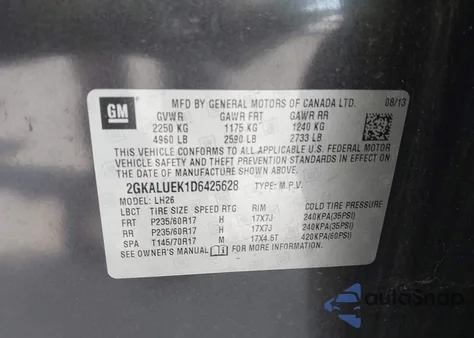 GM
MFD BY GENERAL MOTORS OF CANADA LTD. 08/13
GVWR GAWR FRT GAWR RR
2250 KG 1175 KG 1240 KG
4960 LB 2590 LB 2733 LB
THIS VEHICLE CONFORMS TO ALL APPLICABLE U.S. FEDERAL
MOTOR VEHICLE SAFETY, BUMPER, AND THEFT PREVENTION
STANDARDS IN EFFECT ON THE DATE OF MANUFACTURE
SHOWN ABOVE.
2GKALUEK1D6425628 TYPE: M.P.V.
MODEL: LH26
LBCT TIRE SIZE SPEED RTG RIM COLD TIRE PRESSURE
FRT P235/60R17 H 17X7J 240KPA(35PSI)
RR P235/60R17 H 17X7J 240KPA(35PSI)
SPA T145/70R17 M 17X4.5T 420KPA(60PSI)
SEE OWNER'S MANUAL FOR MORE INFORMATION.
autoSnap